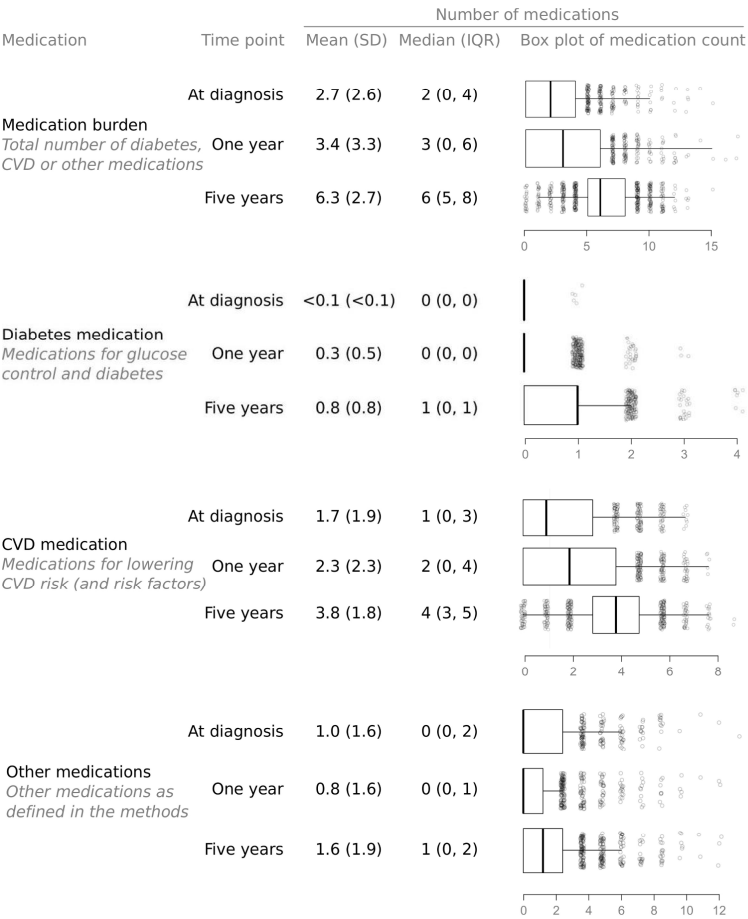 Number of medications
Medication Time point Mean (SD) Median (IQR) Box plot of medication count
At diagnosis 2.7 (2.6) 2 (0, 4)
Medication burden
Total number of diabetes, One year 3.4 (3.3) 3 (0, 6)
CVD or other medications
Five years 6.3 (2.7) 6 (5, 8)
0 5 10 15
At diagnosis <0.1 (<0.1) 0 (0, 0)
Diabetes medication
Medications for glucose One year 0.3 (0.5) 0 (0, 0)
control and diabetes
Five years 0.8 (0.8) 1 (0, 1)
0 1 2 3 4
At diagnosis 1.7 (1.9) 1 (0, 3)
CVD medication
Medications for lowering One year 2.3 (2.3) 2 (0, 4)
CVD risk (and risk factors)
Five years 3.8 (1.8) 4 (3, 5)
0 2 4 6 8
At diagnosis 1.0 (1.6) 0 (0, 2)
Other medications
Other medications as One year 0.8 (1.6) 0 (0, 1)
defined in the methods
Five years 1.6 (1.9) 1 (0, 2)
0 2 4 6 8 10 12